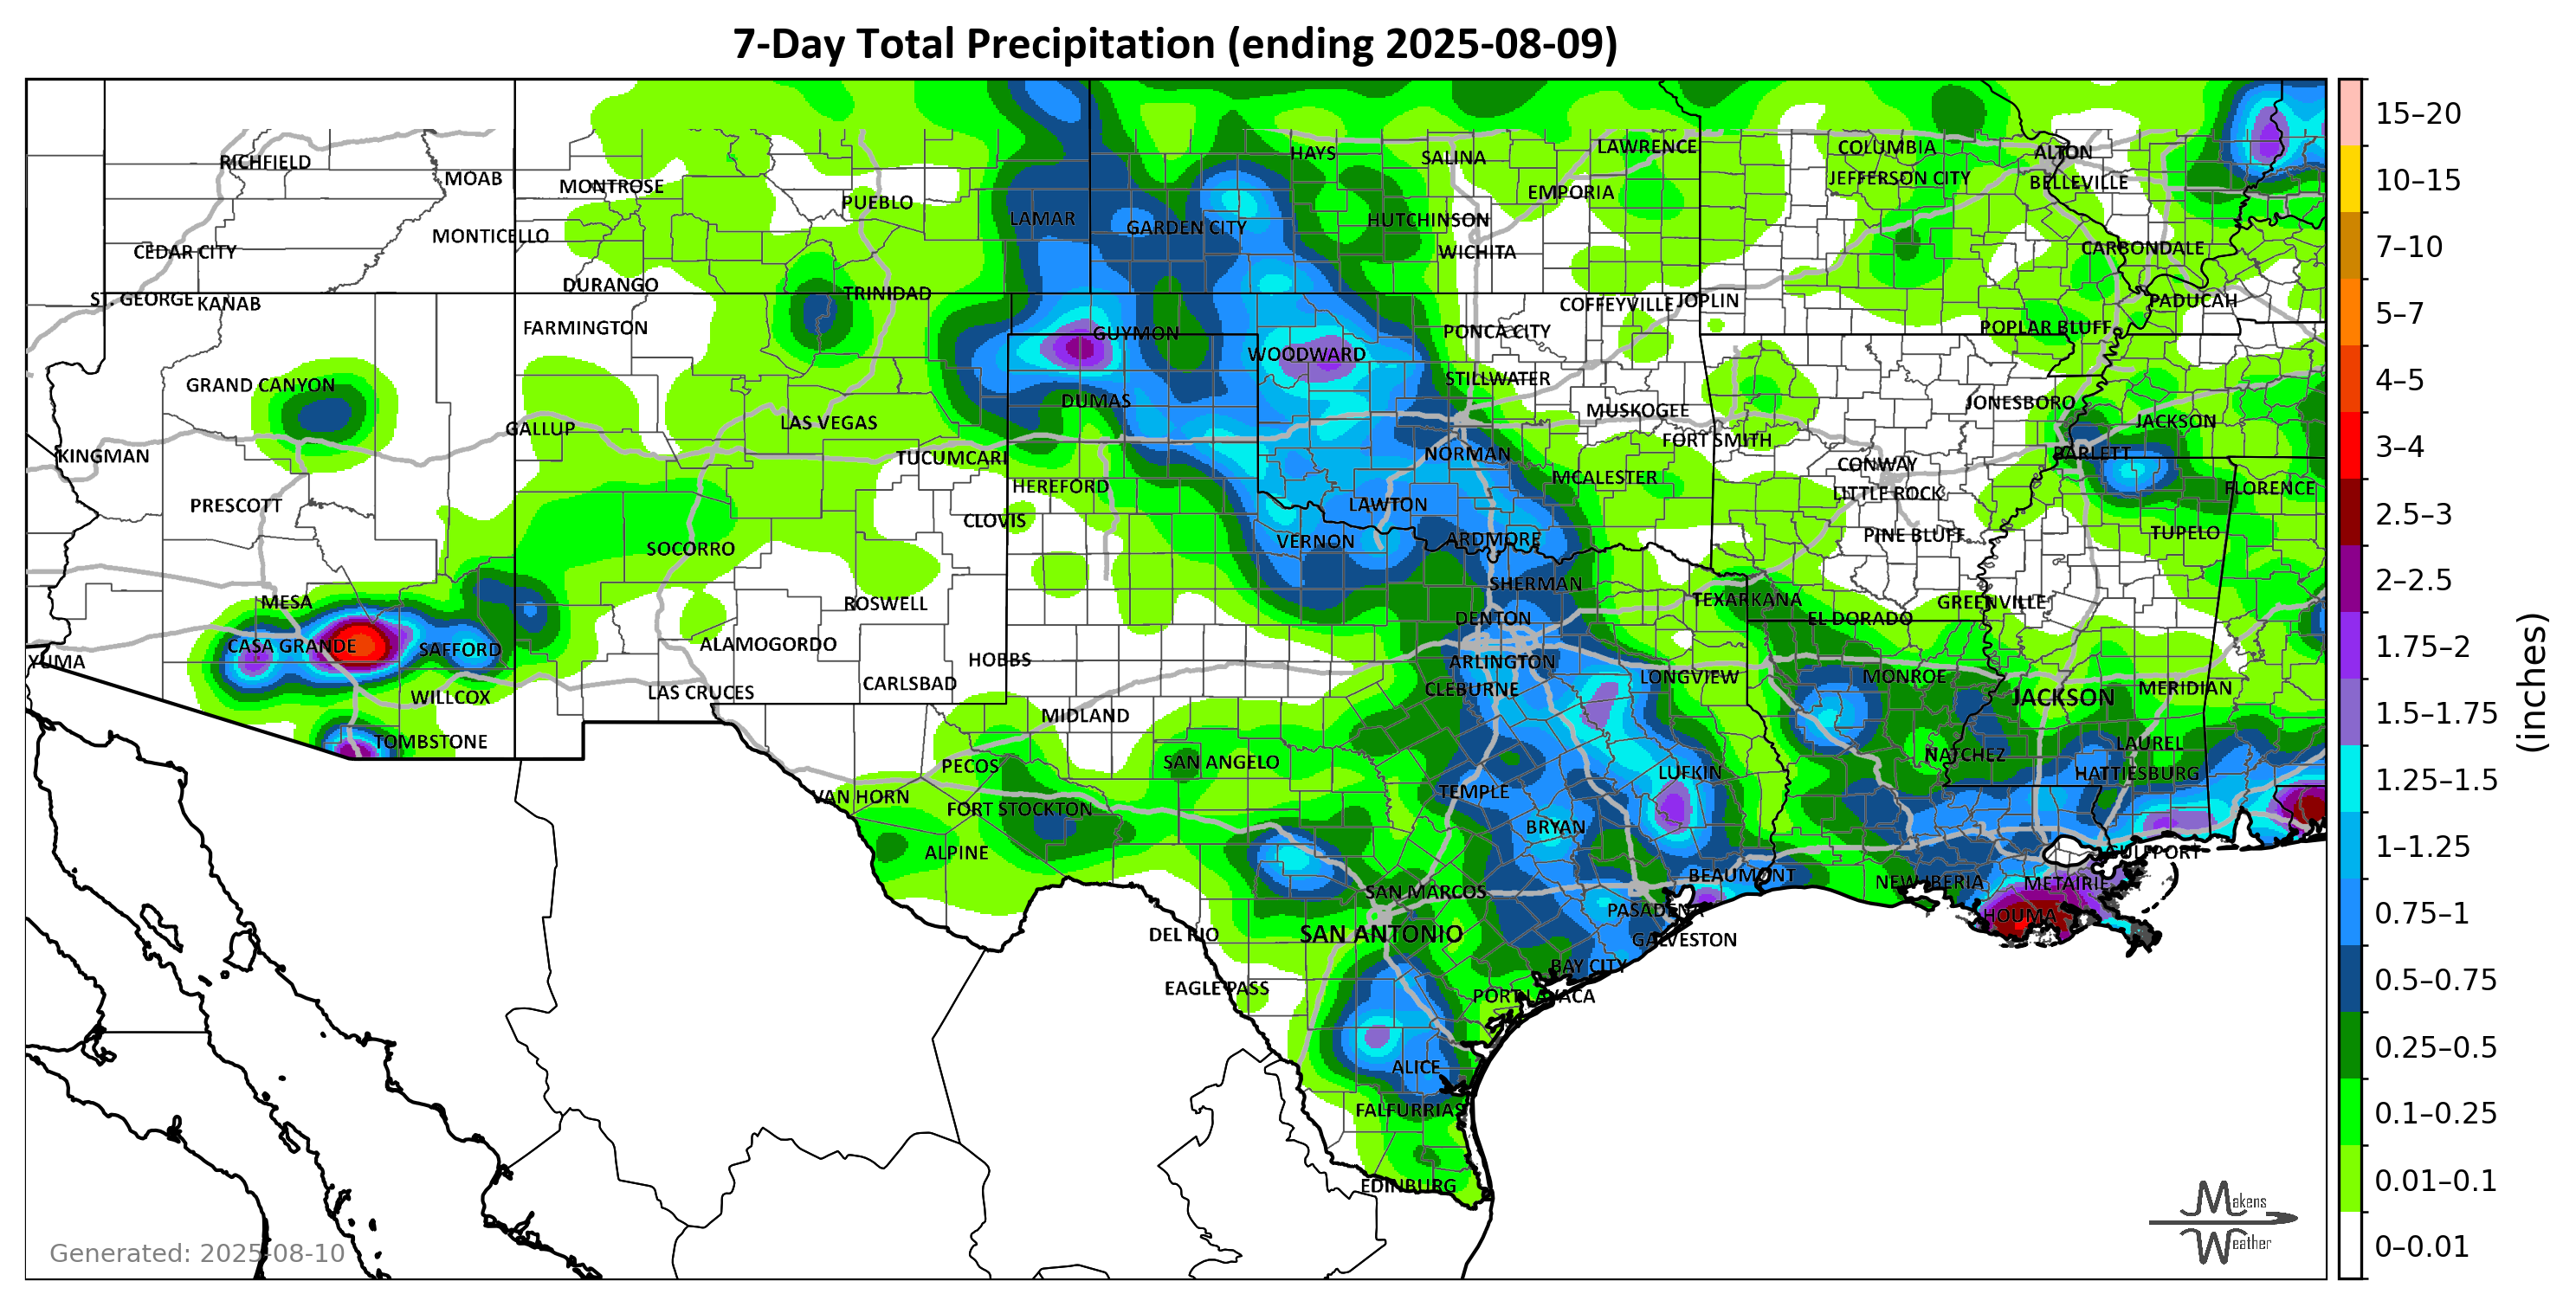 7-Day Total Precipitation (ending 2025-08-09)
RICHFIELD
MOAB
MONTROSE
PUEBLO
LAMAR
HAYS
SALINA
LAWRENCE
COLUMBIA
ALTON
EMPORIA
JEFFERSON CITY
BELLEVILLE
CEDAR CITY
MONTICELLO
GARDEN CITY
HUTCHINSON
WICHITA
CARBONDALE
ST. GEORGE
KANAB
DURANGO
TRINIDAD
COFFEYVILLE
JOPLIN
PADUCAH
FARMINGTON
GUYMON
PONCA CITY
POPLAR BLUFF
WOODWARD
GRAND CANYON
DUMAS
STILLWATER
JONESBORO
GALLUP
LAS VEGAS
MUSKOGEE
JACKSON
KINGMAN
TUCUMCARI
NORMAN
FORT SMITH
BARLETT
CONWAY
PRESCOTT
HEREFORD
MCALESTER
LITTLE ROCK
FLORENCE
CLOVIS
LAWTON
SOCORRO
VERNON
ARDMORE
PINE BLUFF
TUPELO
MESA
ROSWELL
SHERMAN
TEXARKANA
GREENVILLE
DENTON
EL DORADO
YUMA
CASA GRANDE
SAFFORD
ALAMOGORDO
HOBBS
ARLINGTON
WILLCOX
LAS CRUCES
CARLSBAD
CLEBURNE
LONGVIEW
MONROE
JACKSON
MERIDIAN
TOMBSTONE
MIDLAND
PECOS
SAN ANGELO
LUFKIN
NATCHEZ
LAUREL
HATTIESBURG
VAN HORN
FORT STOCKTON
TEMPLE
ALPINE
BRYAN
GULFPORT
SAN MARCOS
BEAUMONT
NEW IBERIA
METAIRIE
DEL RIO
SAN ANTONIO
PASADENA
HOUMA
GALVESTON
EAGLE PASS
BAY CITY
PORT LAVACA
ALICE
FALFURRIAS
EDINBURG
Generated: 2025-08-10
Makens
Weather
15–20
10–15
7–10
5–7
4–5
3–4
2.5–3
2–2.5
1.75–2
1.5–1.75
1.25–1.5
1–1.25
0.75–1
0.5–0.75
0.25–0.5
0.1–0.25
0.01–0.1
0–0.01
(inches)